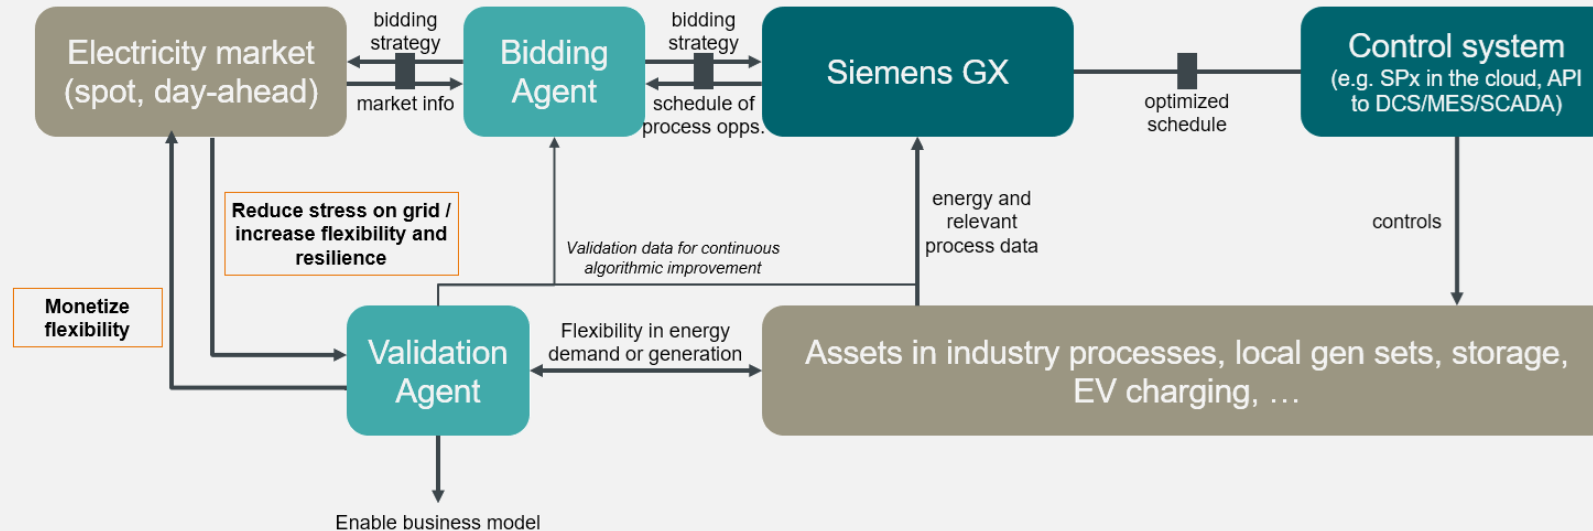 Electricity market
(spot, day-ahead)
bidding
strategy
market info
Bidding
Agent
bidding
strategy
schedule of
process opps.
Siemens GX
optimized
schedule
Control system
(e.g. SPx in the cloud, API
to DCS/MES/SCADA)
Reduce stress on grid /
increase flexibility and
resilience
Validation data for continuous
algorithmic improvement
energy and
relevant
process data
controls
Monetize
flexibility
Validation
Agent
Flexibility in energy
demand or generation
Assets in industry processes, local gen sets, storage,
EV charging, …
Enable business model